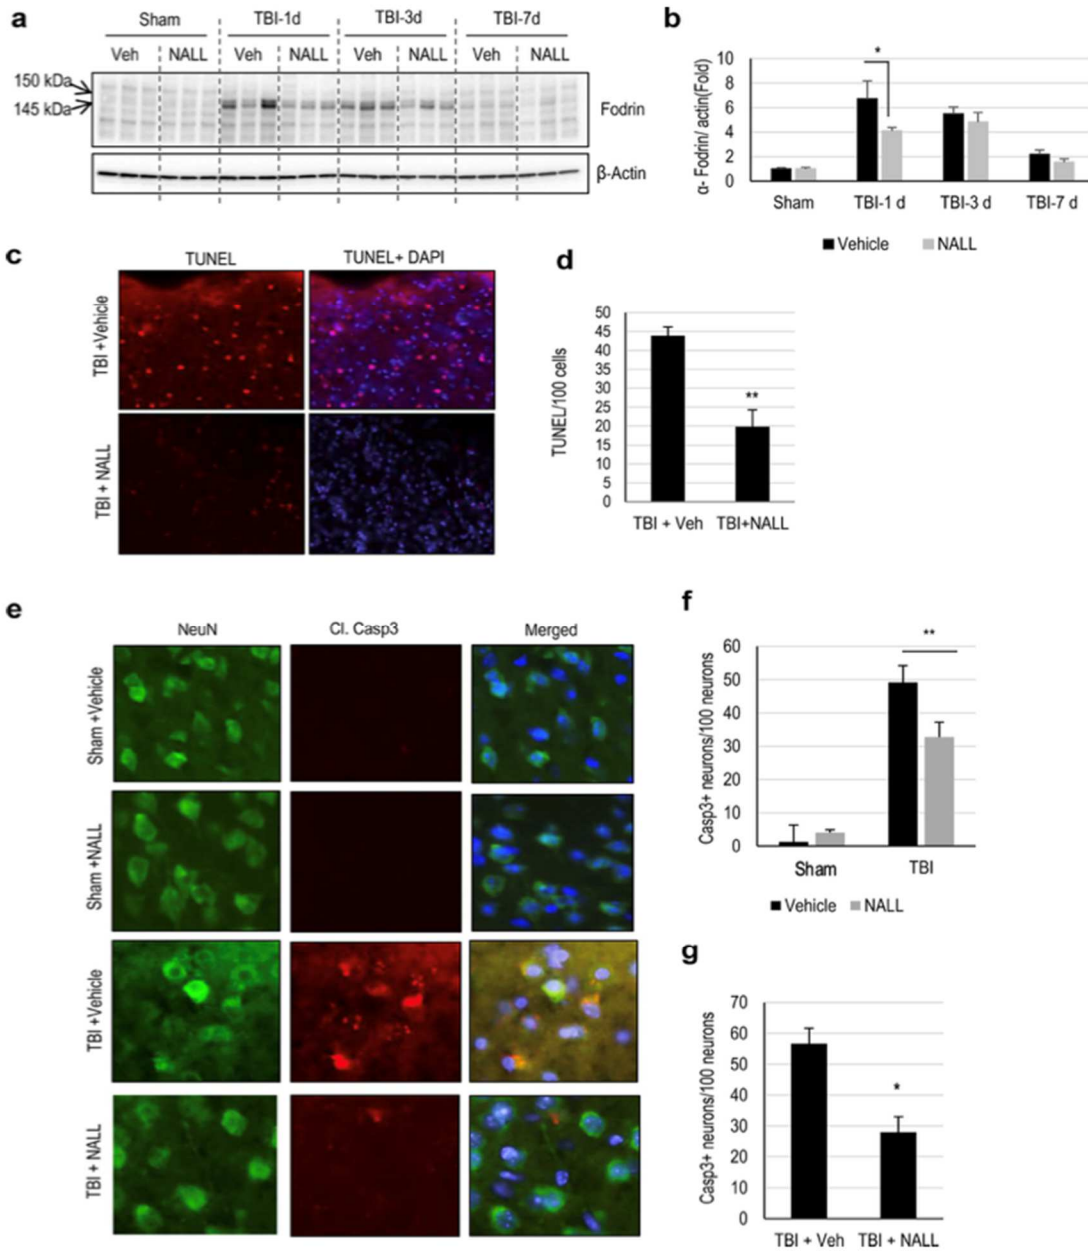 a
Sham TBI-1d TBI-3d TBI-7d
Veh NALL Veh NALL Veh NALL Veh NALL
150 kDa
145 kDa
Fodrin
β-Actin
b
α- Fodrin/ actin(Fold)
10
8
6
4
2
0
*
Sham TBI-1 d TBI-3 d TBI-7 d
Vehicle NALL
c
TUNEL TUNEL+ DAPI
TBI +Vehicle
TBI + NALL
d
TUNEL/100 cells
50
45
40
35
30
25
20
15
10
5
0
**
TBI + Veh TBI+NALL
e
NeuN Cl. Casp3 Merged
Sham +Vehicle
Sham +NALL
TBI +Vehicle
TBI + NALL
f
Casp3+ neurons/100 neurons
60
50
40
30
20
10
0
**
Sham TBI
Vehicle NALL
g
Casp3+ neurons/100 neurons
70
60
50
40
30
20
10
0
*
TBI + Veh TBI + NALL